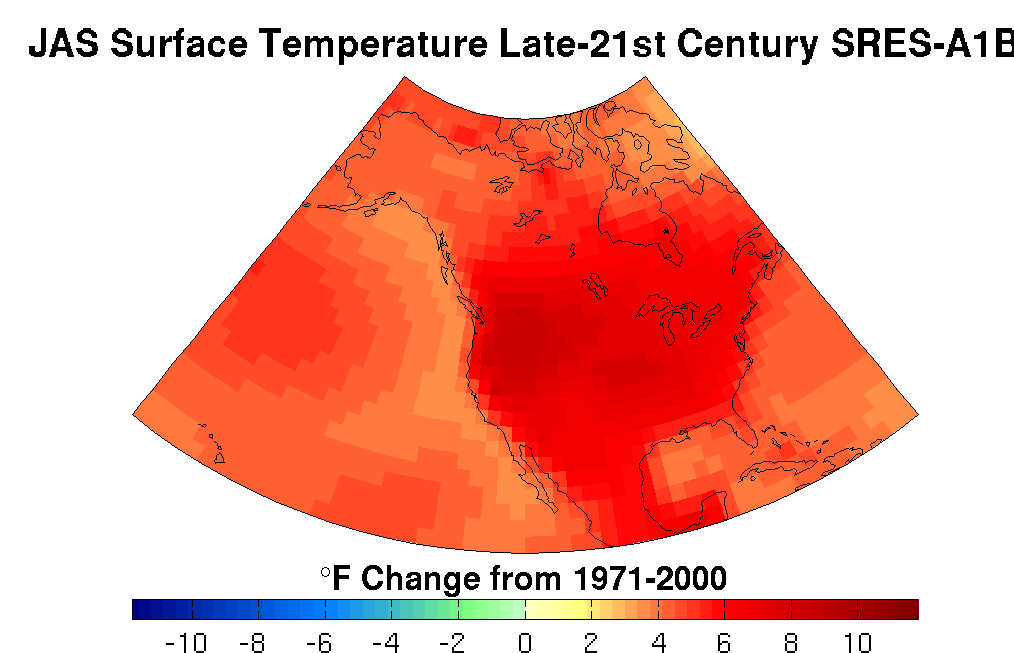 JAS Surface Temperature Late-21st Century SRES-A1B
°F Change from 1971-2000
-10 -8 -6 -4 -2 0 2 4 6 8 10